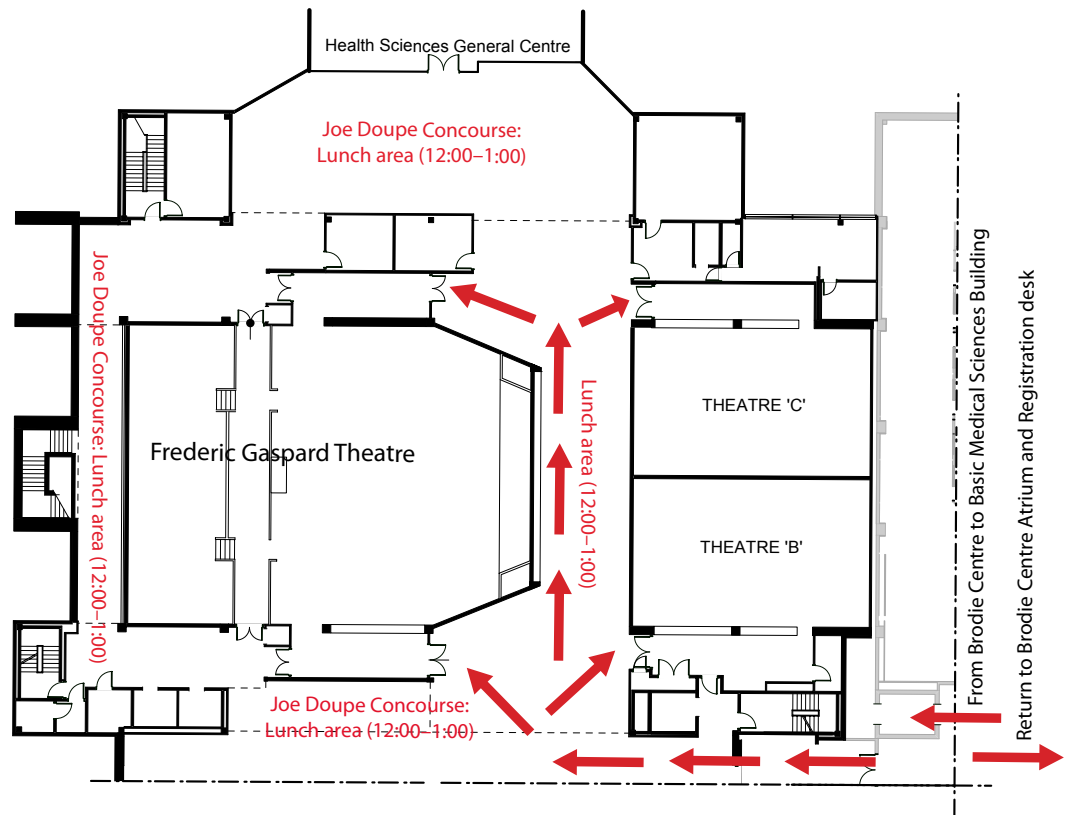 Health Sciences General Centre
Joe Doupe Concourse:
Lunch area (12:00–1:00)
Joe Doupe Concourse: Lunch area (12:00–1:00)
Frederic Gaspard Theatre
Lunch area (12:00–1:00)
THEATRE 'C'
THEATRE 'B'
From Brodie Centre to Basic Medical Sciences Building
Return to Brodie Centre Atrium and Registration desk
Joe Doupe Concourse:
Lunch area (12:00–1:00)